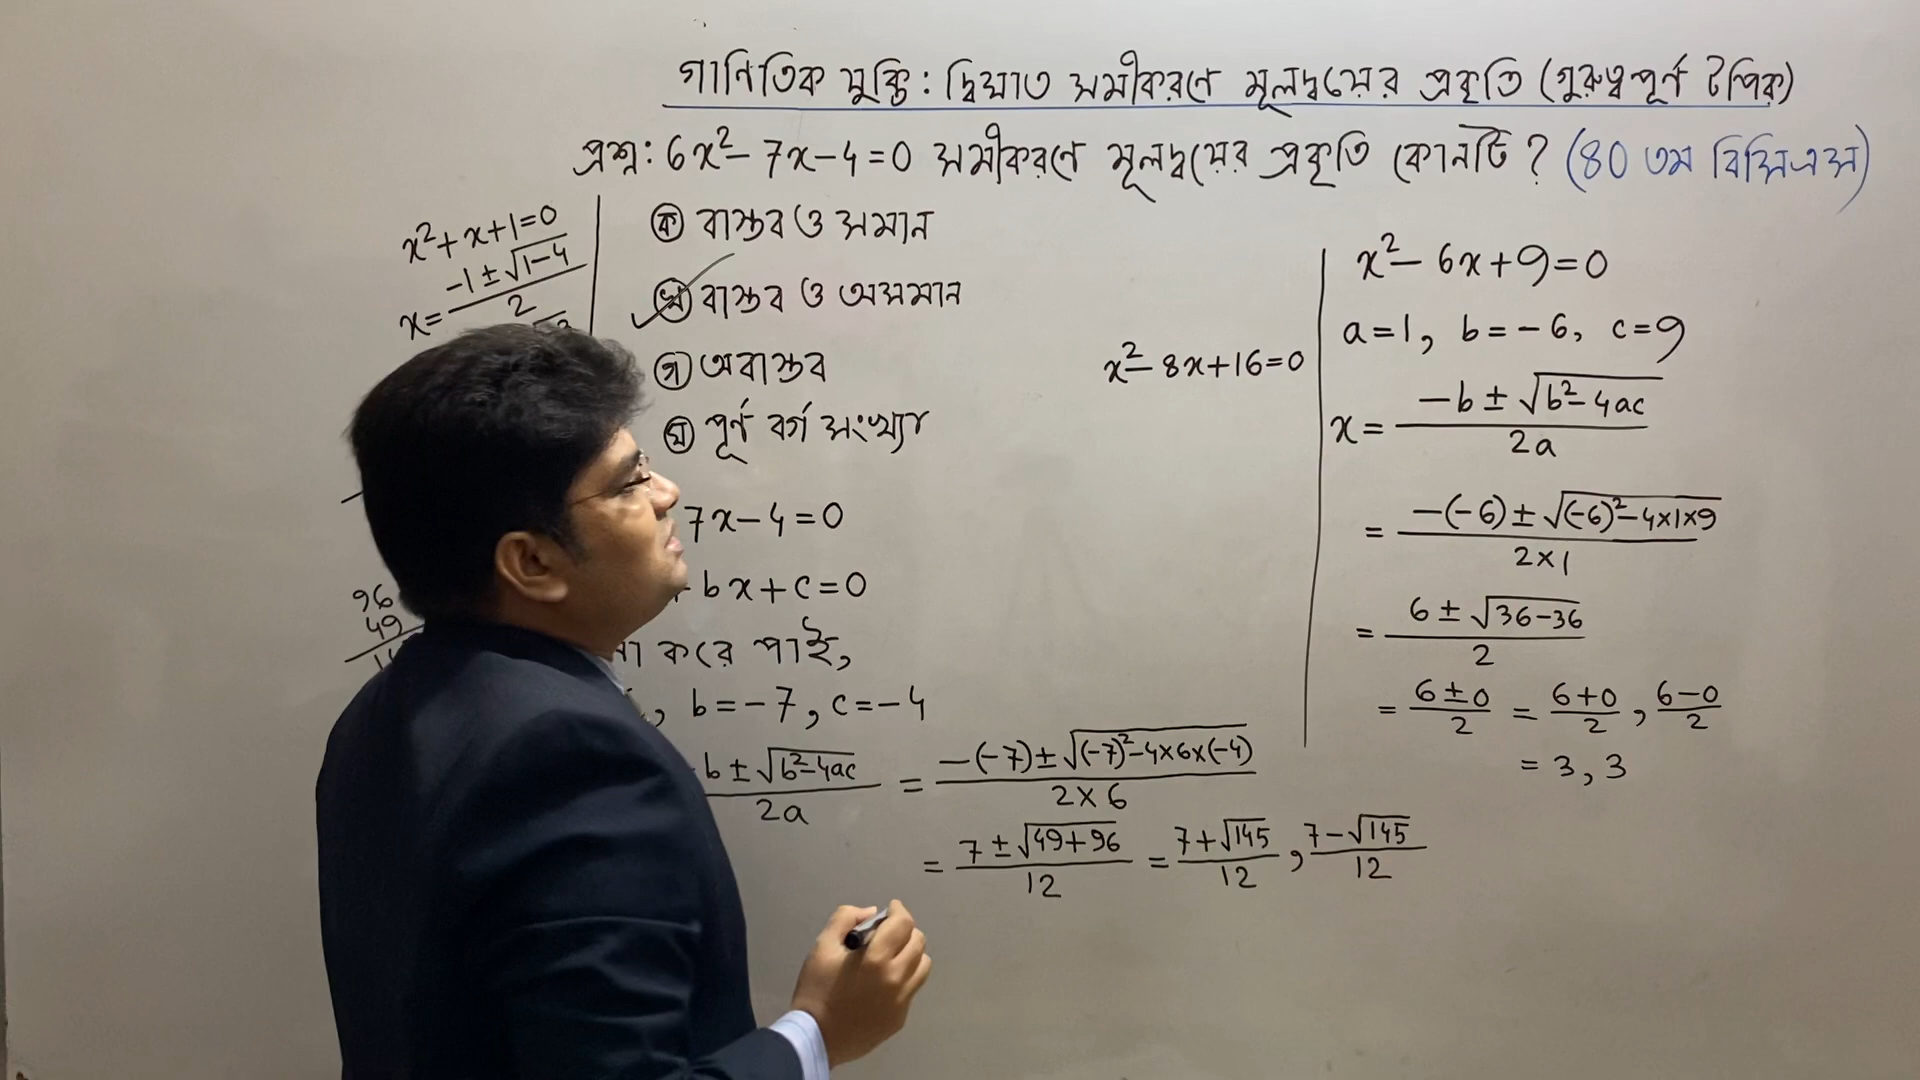 গাণিতিক যুক্তি: দ্বিঘাত সমীকরণে মূলদ্বয়ের প্রকৃতি (গুরুত্বপূর্ণ টপিক)
প্রশ্ন: 6x² - 7x - 4 = 0 সমীকরণে মূলদ্বয়ের প্রকৃতি কোনটি? (80 তম বিসিএস)
x² + x + 1 = 0
x = (-1 ± √(1-4))/2
ক বাস্তব ও সমান
খ বাস্তব ও অসমান
গ অবাস্তব
ঘ পূর্ণ বর্গ সংখ্যা
7x - 4 = 0
bx + c = 0
করে পাই,
, b = -7, c = -4
b ± √(b² - 4ac)/2a = (-(-7) ± √((-7)² - 4×6×(-4)))/(2×6)
= (7 ± √(49+96))/12 = (7+√145)/12, (7-√145)/12
96
49
x² - 8x + 16 = 0
x² - 6x + 9 = 0
a = 1, b = -6, c = 9
x = (-b ± √(b² - 4ac))/2a
= (-(-6) ± √((-6)² - 4×1×9))/(2×1)
= (6 ± √(36-36))/2
= (6±0)/2 = (6+0)/2, (6-0)/2
= 3, 3